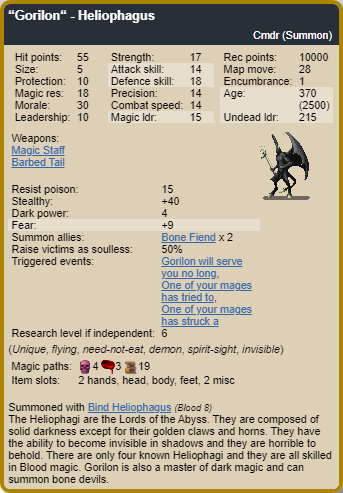 “Gorilon“ - Heliophagus
Cmdr (Summon)
Hit points: 55 Strength: 17 Rec points: 10000
Size: 5 Attack skill: 14 Map move: 28
Protection: 10 Defence skill: 18 Encumbrance: 1
Magic res: 18 Precision: 14 Age: 370
Morale: 30 Combat speed: 14 (2500)
Leadership: 10 Magic ldr: 15 Undead ldr: 215
Weapons:
Magic Staff
Barbed Tail
Resist poison: 15
Stealthy: +40
Dark power: 4
Fear: +9
Summon allies: Bone Fiend x 2
Raise victims as soulless: 50%
Triggered events: Gorilon will serve
you no long,
One of your mages
has tried to,
One of your mages
has struck a
Research level if independent: 6
(Unique, flying, need-not-eat, demon, spirit-sight, invisible)
Magic paths: 4 3 19
Item slots: 2 hands, head, body, feet, 2 misc
Summoned with Bind Heliophagus (Blood 8)
The Heliophagi are the Lords of the Abyss. They are composed of
solid darkness except for their golden claws and horns. They have
the ability to become invisible in shadows and they are horrible to
behold. There are only four known Heliophagi and they are all skilled
in Blood magic. Gorilon is also a master of dark magic and can
summon bone devils.